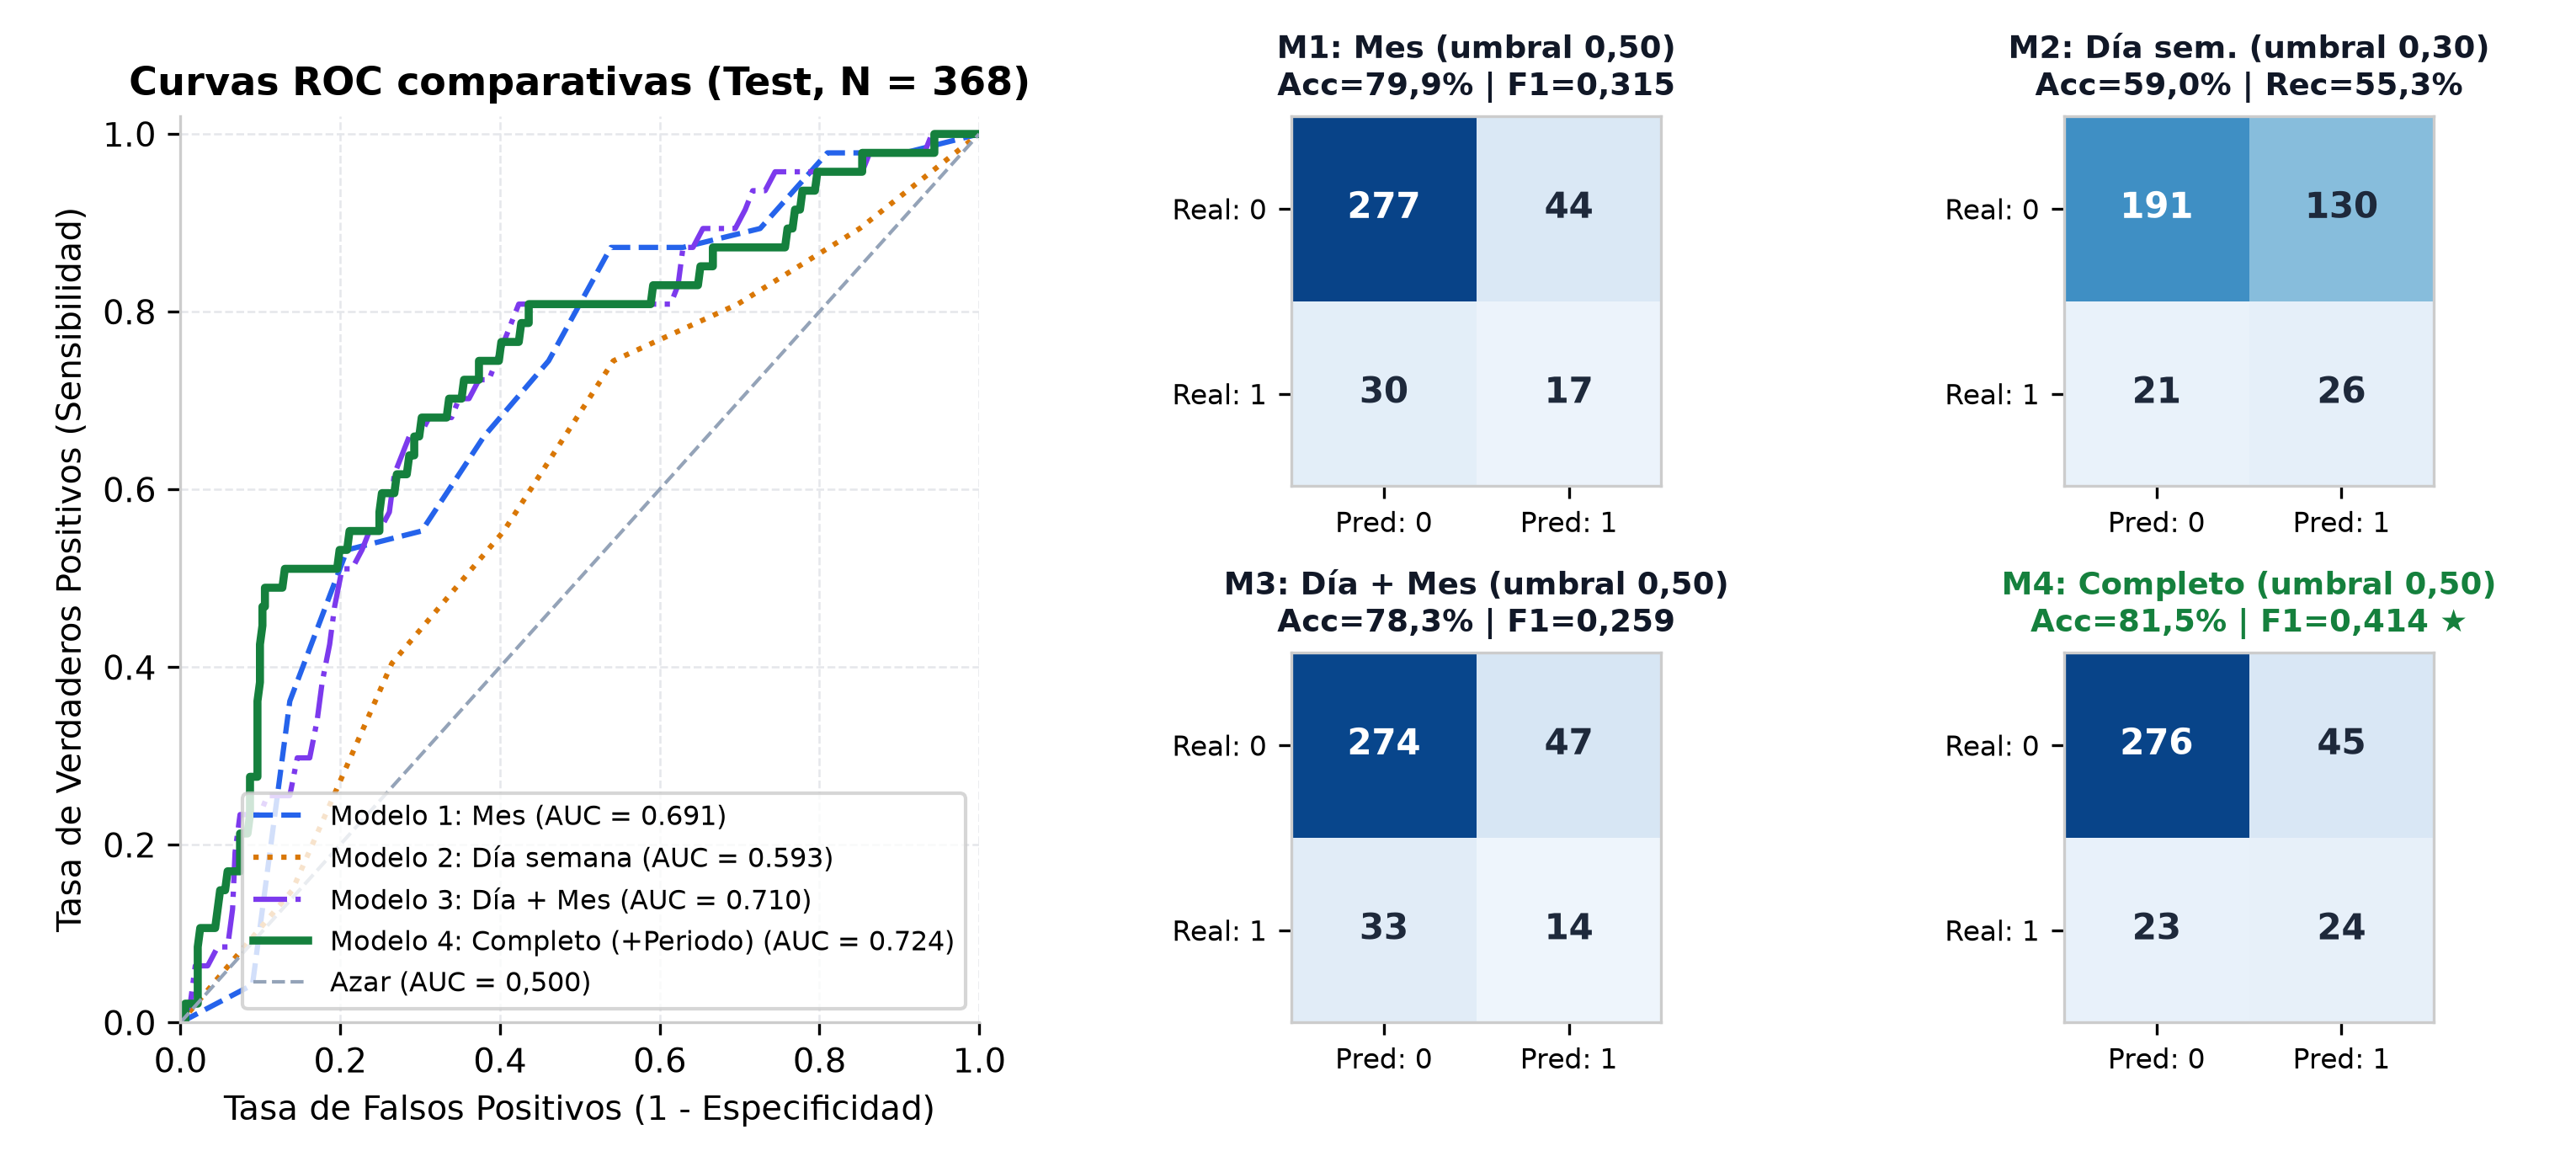 Curvas ROC comparativas (Test, N = 368)
Tasa de Verdaderos Positivos (Sensibilidad)
1.0
0.8
0.6
0.4
0.2
0.0
0.0 0.2 0.4 0.6 0.8 1.0
Tasa de Falsos Positivos (1 - Especificidad)
Modelo 1: Mes (AUC = 0.691)
Modelo 2: Día semana (AUC = 0.593)
Modelo 3: Día + Mes (AUC = 0.710)
Modelo 4: Completo (+Periodo) (AUC = 0.724)
Azar (AUC = 0,500)
M1: Mes (umbral 0,50)
Acc=79,9% | F1=0,315
Real: 0 277 44
Real: 1 30 17
Pred: 0 Pred: 1
M2: Día sem. (umbral 0,30)
Acc=59,0% | Rec=55,3%
Real: 0 191 130
Real: 1 21 26
Pred: 0 Pred: 1
M3: Día + Mes (umbral 0,50)
Acc=78,3% | F1=0,259
Real: 0 274 47
Real: 1 33 14
Pred: 0 Pred: 1
M4: Completo (umbral 0,50)
Acc=81,5% | F1=0,414 ★
Real: 0 276 45
Real: 1 23 24
Pred: 0 Pred: 1